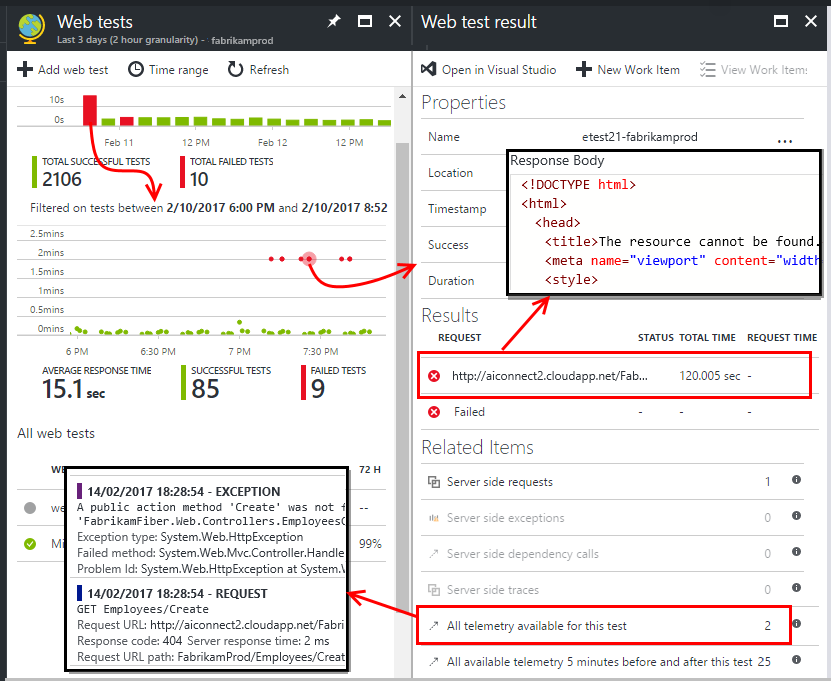 Web tests
Last 3 days (2 hour granularity) - fabrikamprod
Add web test
Time range
Refresh
10s
0s
Feb 11
12 PM
Feb 12
12 PM
TOTAL SUCCESSFUL TESTS
2106
TOTAL FAILED TESTS
10
Filtered on tests between 2/10/2017 6:00 PM and 2/10/2017 8:52
2.5mins
2mins
1.5mins
1mins
0.5mins
0mins
6 PM
6:30 PM
7 PM
7:30 PM
AVERAGE RESPONSE TIME
15.1 sec
SUCCESSFUL TESTS
85
FAILED TESTS
9
All web tests
WE
72 H
we
--
Mi
99%
14/02/2017 18:28:54 - EXCEPTION
A public action method 'Create' was not f
'FabrikamFiber.Web.Controllers.EmployeesC
Exception type: System.Web.HttpException
Failed method: System.Web.Mvc.Controller.Handle
Problem Id: System.Web.HttpException at System.W
14/02/2017 18:28:54 - REQUEST
GET Employees/Create
Request URL: http://aiconnect2.cloudapp.net/Fabri
Response code: 404 Server response time: 2 ms
Request URL path: FabrikamProd/Employees/Creat
Web test result
Open in Visual Studio
New Work Item
View Work Items
Properties
Name
etest21-fabrikamprod
...
Location
Timestamp
Success
Duration
Response Body
<!DOCTYPE html>
<html>
<head>
<title>The resource cannot be found.
<meta name="viewport" content="width
<style>
Results
REQUEST STATUS TOTAL TIME REQUEST TIME
http://aiconnect2.cloudapp.net/Fab... 120.005 sec -
Failed - - -
Related Items
Server side requests 1
Server side exceptions 0
Server side dependency calls 0
Server side traces 0
All telemetry available for this test 2
All available telemetry 5 minutes before and after this test 25